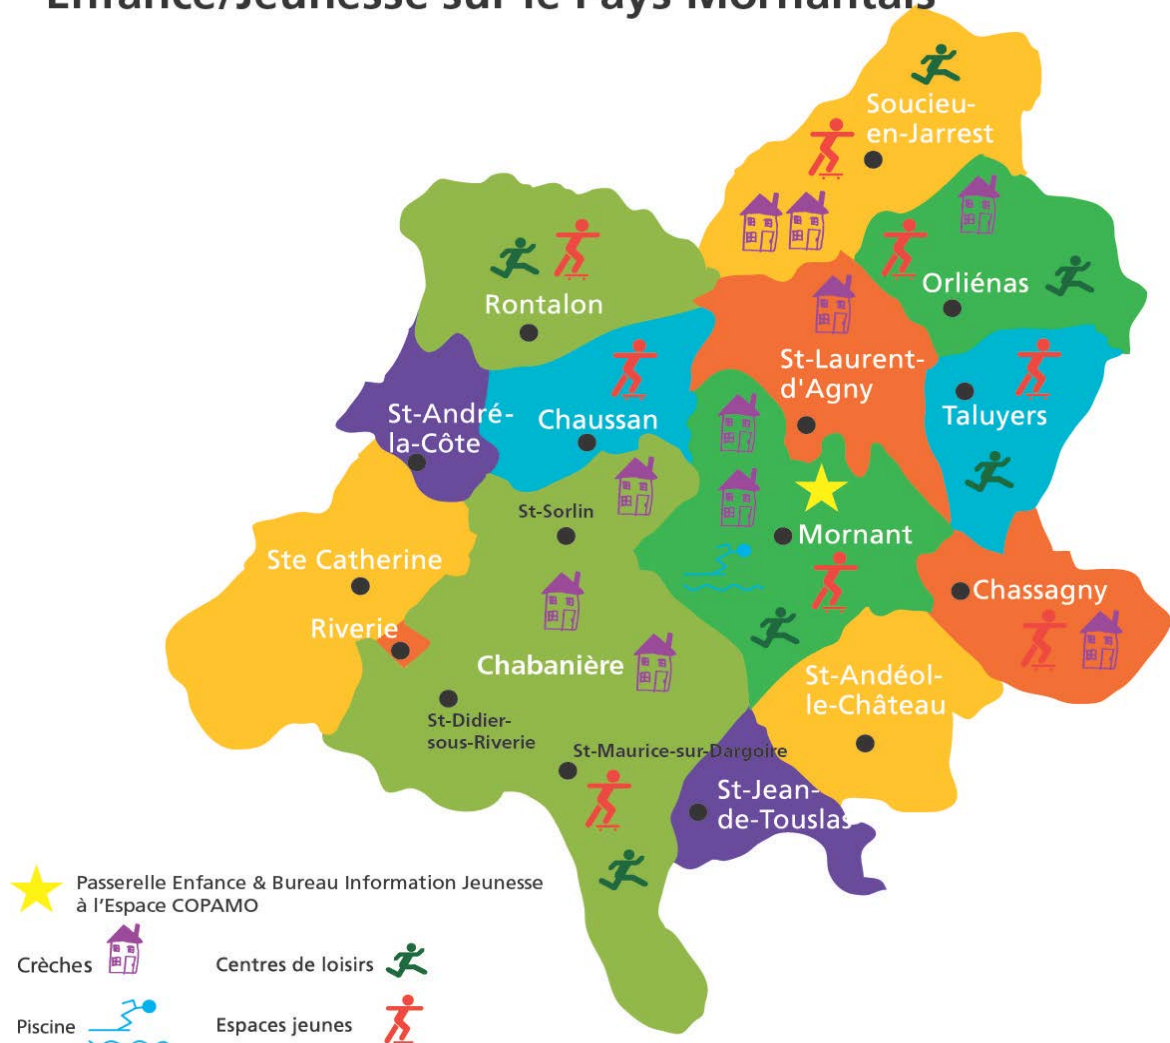 Enfance/Jeunesse sur le Pays Mornantais
Soucieu-
en-Jarrest
Orliénas
Rontalon
St-Laurent-
d'Agny
Taluyers
St-André-
la-Côte
Chaussan
St-Sorlin
Mornant
Ste Catherine
Chassagny
Riverie
Chabanière
St-Andéol-
le-Château
St-Didier-
sous-Riverie
St-Maurice-sur-Dargoire
St-Jean-
de-Touslas
Passerelle Enfance & Bureau Information Jeunesse
à l'Espace COPAMO
Crèches
Centres de loisirs
Piscine
Espaces jeunes